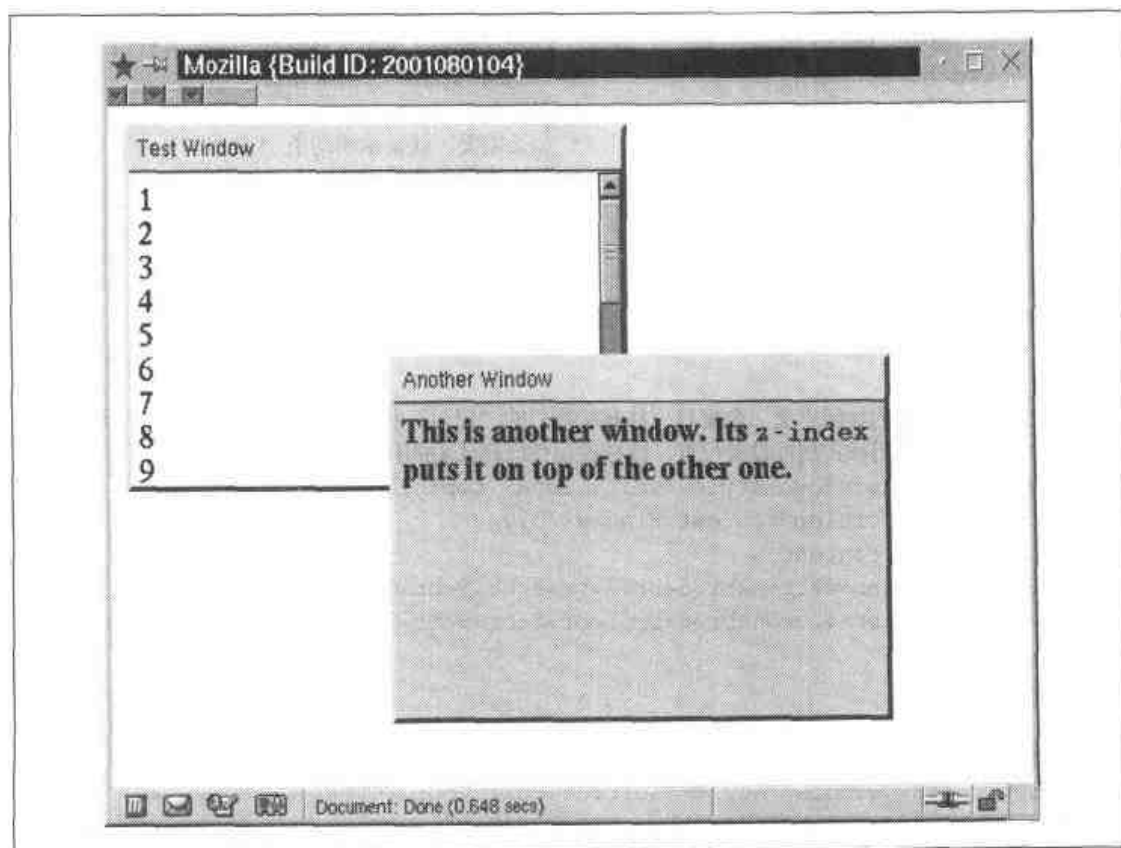 Mozilla {Build ID: 2001080104}
Test Window
1
2
3
4
5
6
7
8
9
Another Window
This is another window. Its z-index
puts it on top of the other one.
Document: Done (0.648 secs)